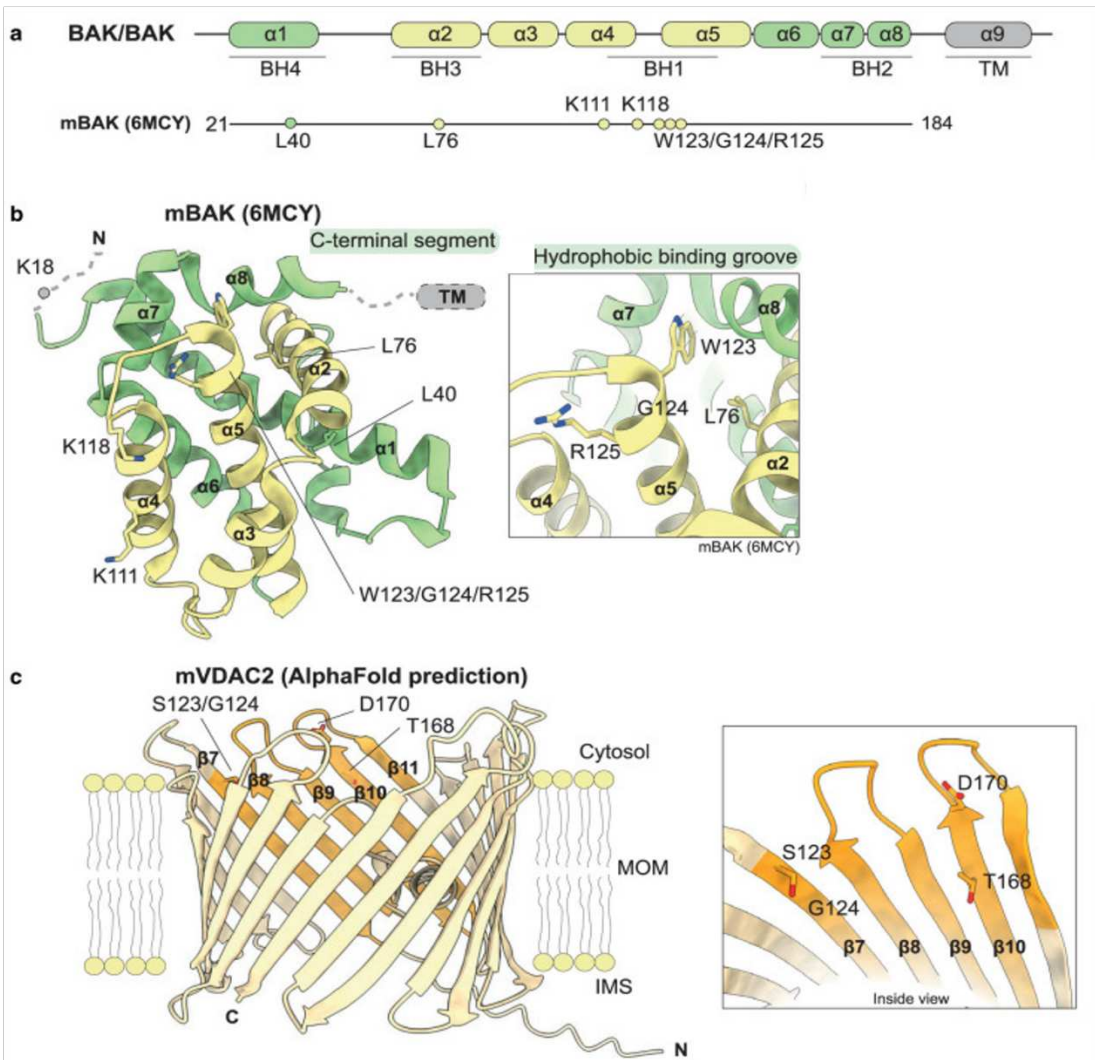 a
BAK/BAK
α1 α2 α3 α4 α5 α6 α7 α8 α9
BH4 BH3 BH1 BH2 TM
K111 K118
mBAK (6MCY) 21 184
L40 L76 W123/G124/R125
b
mBAK (6MCY)
N
C-terminal segment
K18
α8
TM
α7
L76
α2
L40
α5
K118
α1
α6
α4
α3
K111
W123/G124/R125
Hydrophobic binding groove
α7
α8
W123
G124
L76
R125
α2
α5
α4
mBAK (6MCY)
c
mVDAC2 (AlphaFold prediction)
S123/G124
D170
T168
Cytosol
β7
β8
β9
β10
β11
MOM
IMS
C
N
D170
S123
T168
G124
β7 β8 β9 β10
Inside view